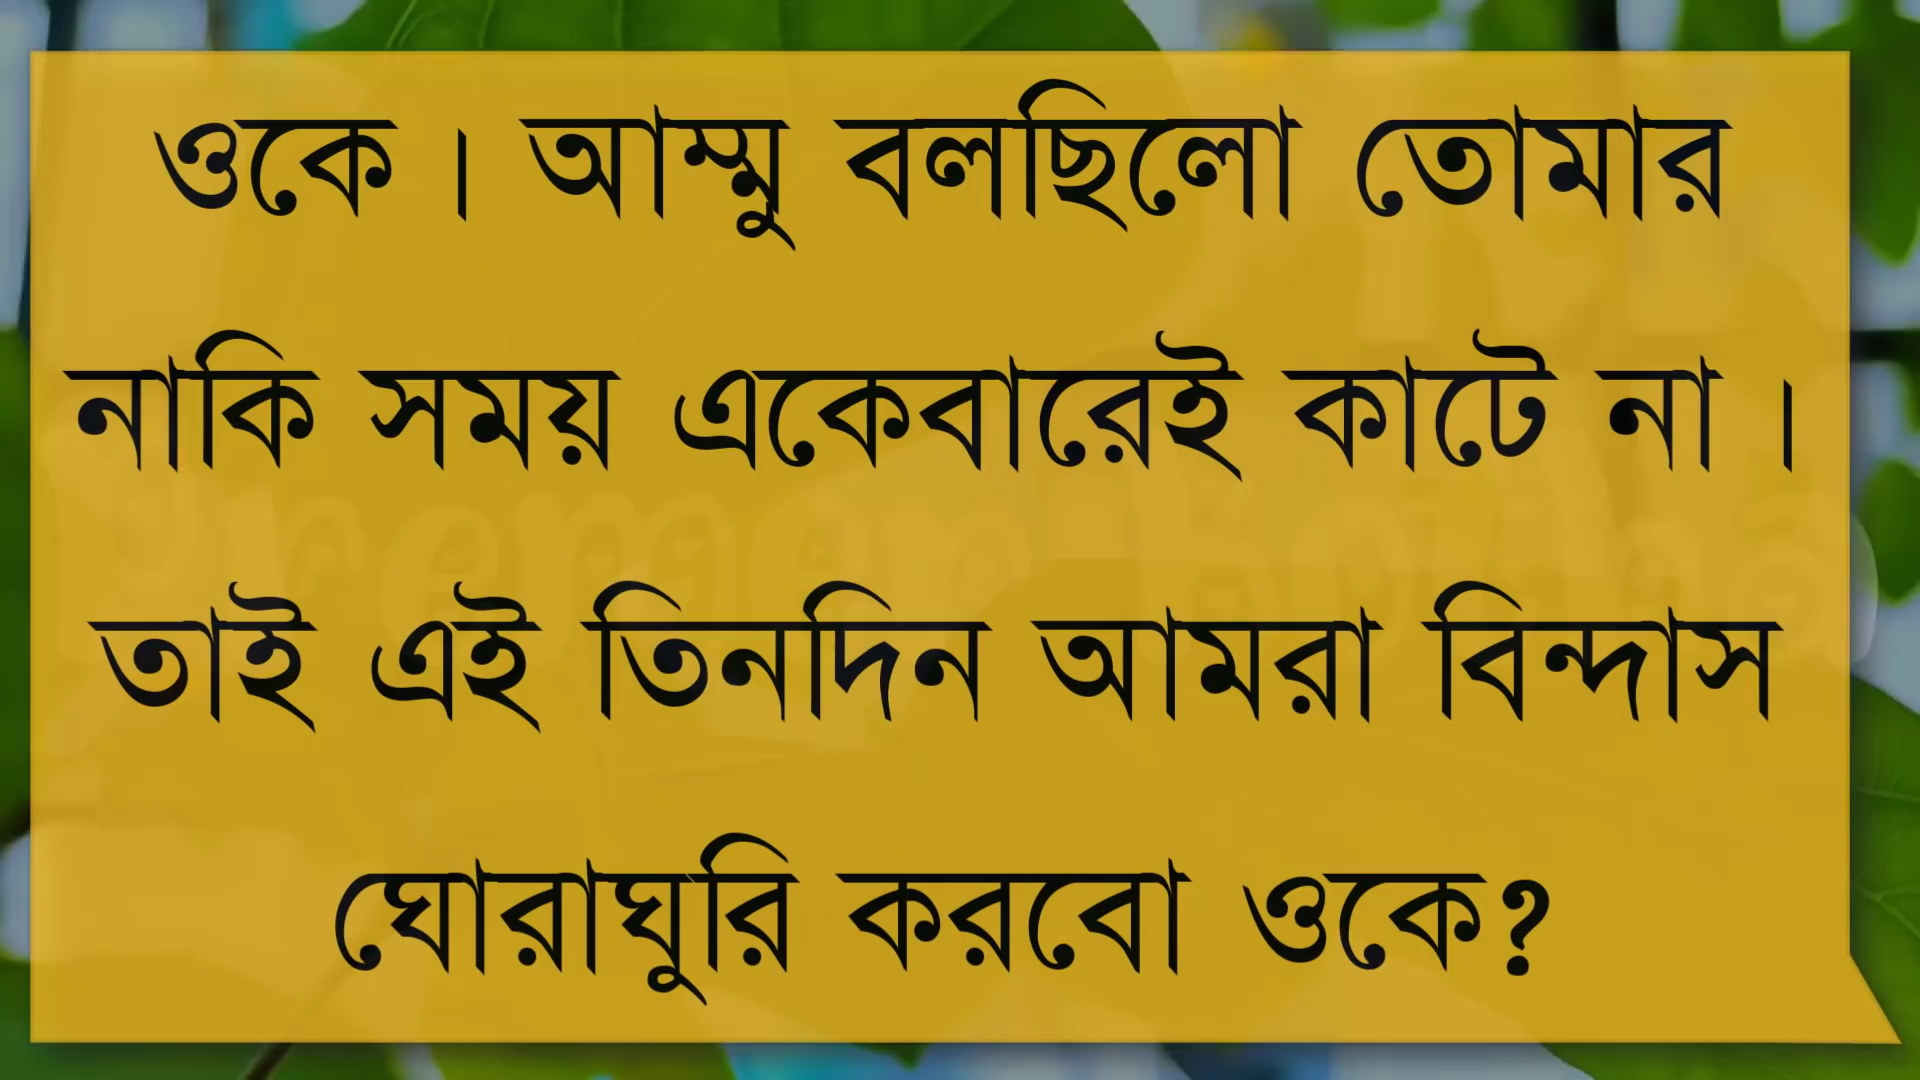 ওকে । আম্মু বলছিলো তোমার
নাকি সময় একেবারেই কাটে না ।
তাই এই তিনদিন আমরা বিন্দাস
ঘোরাঘুরি করবো ওকে?